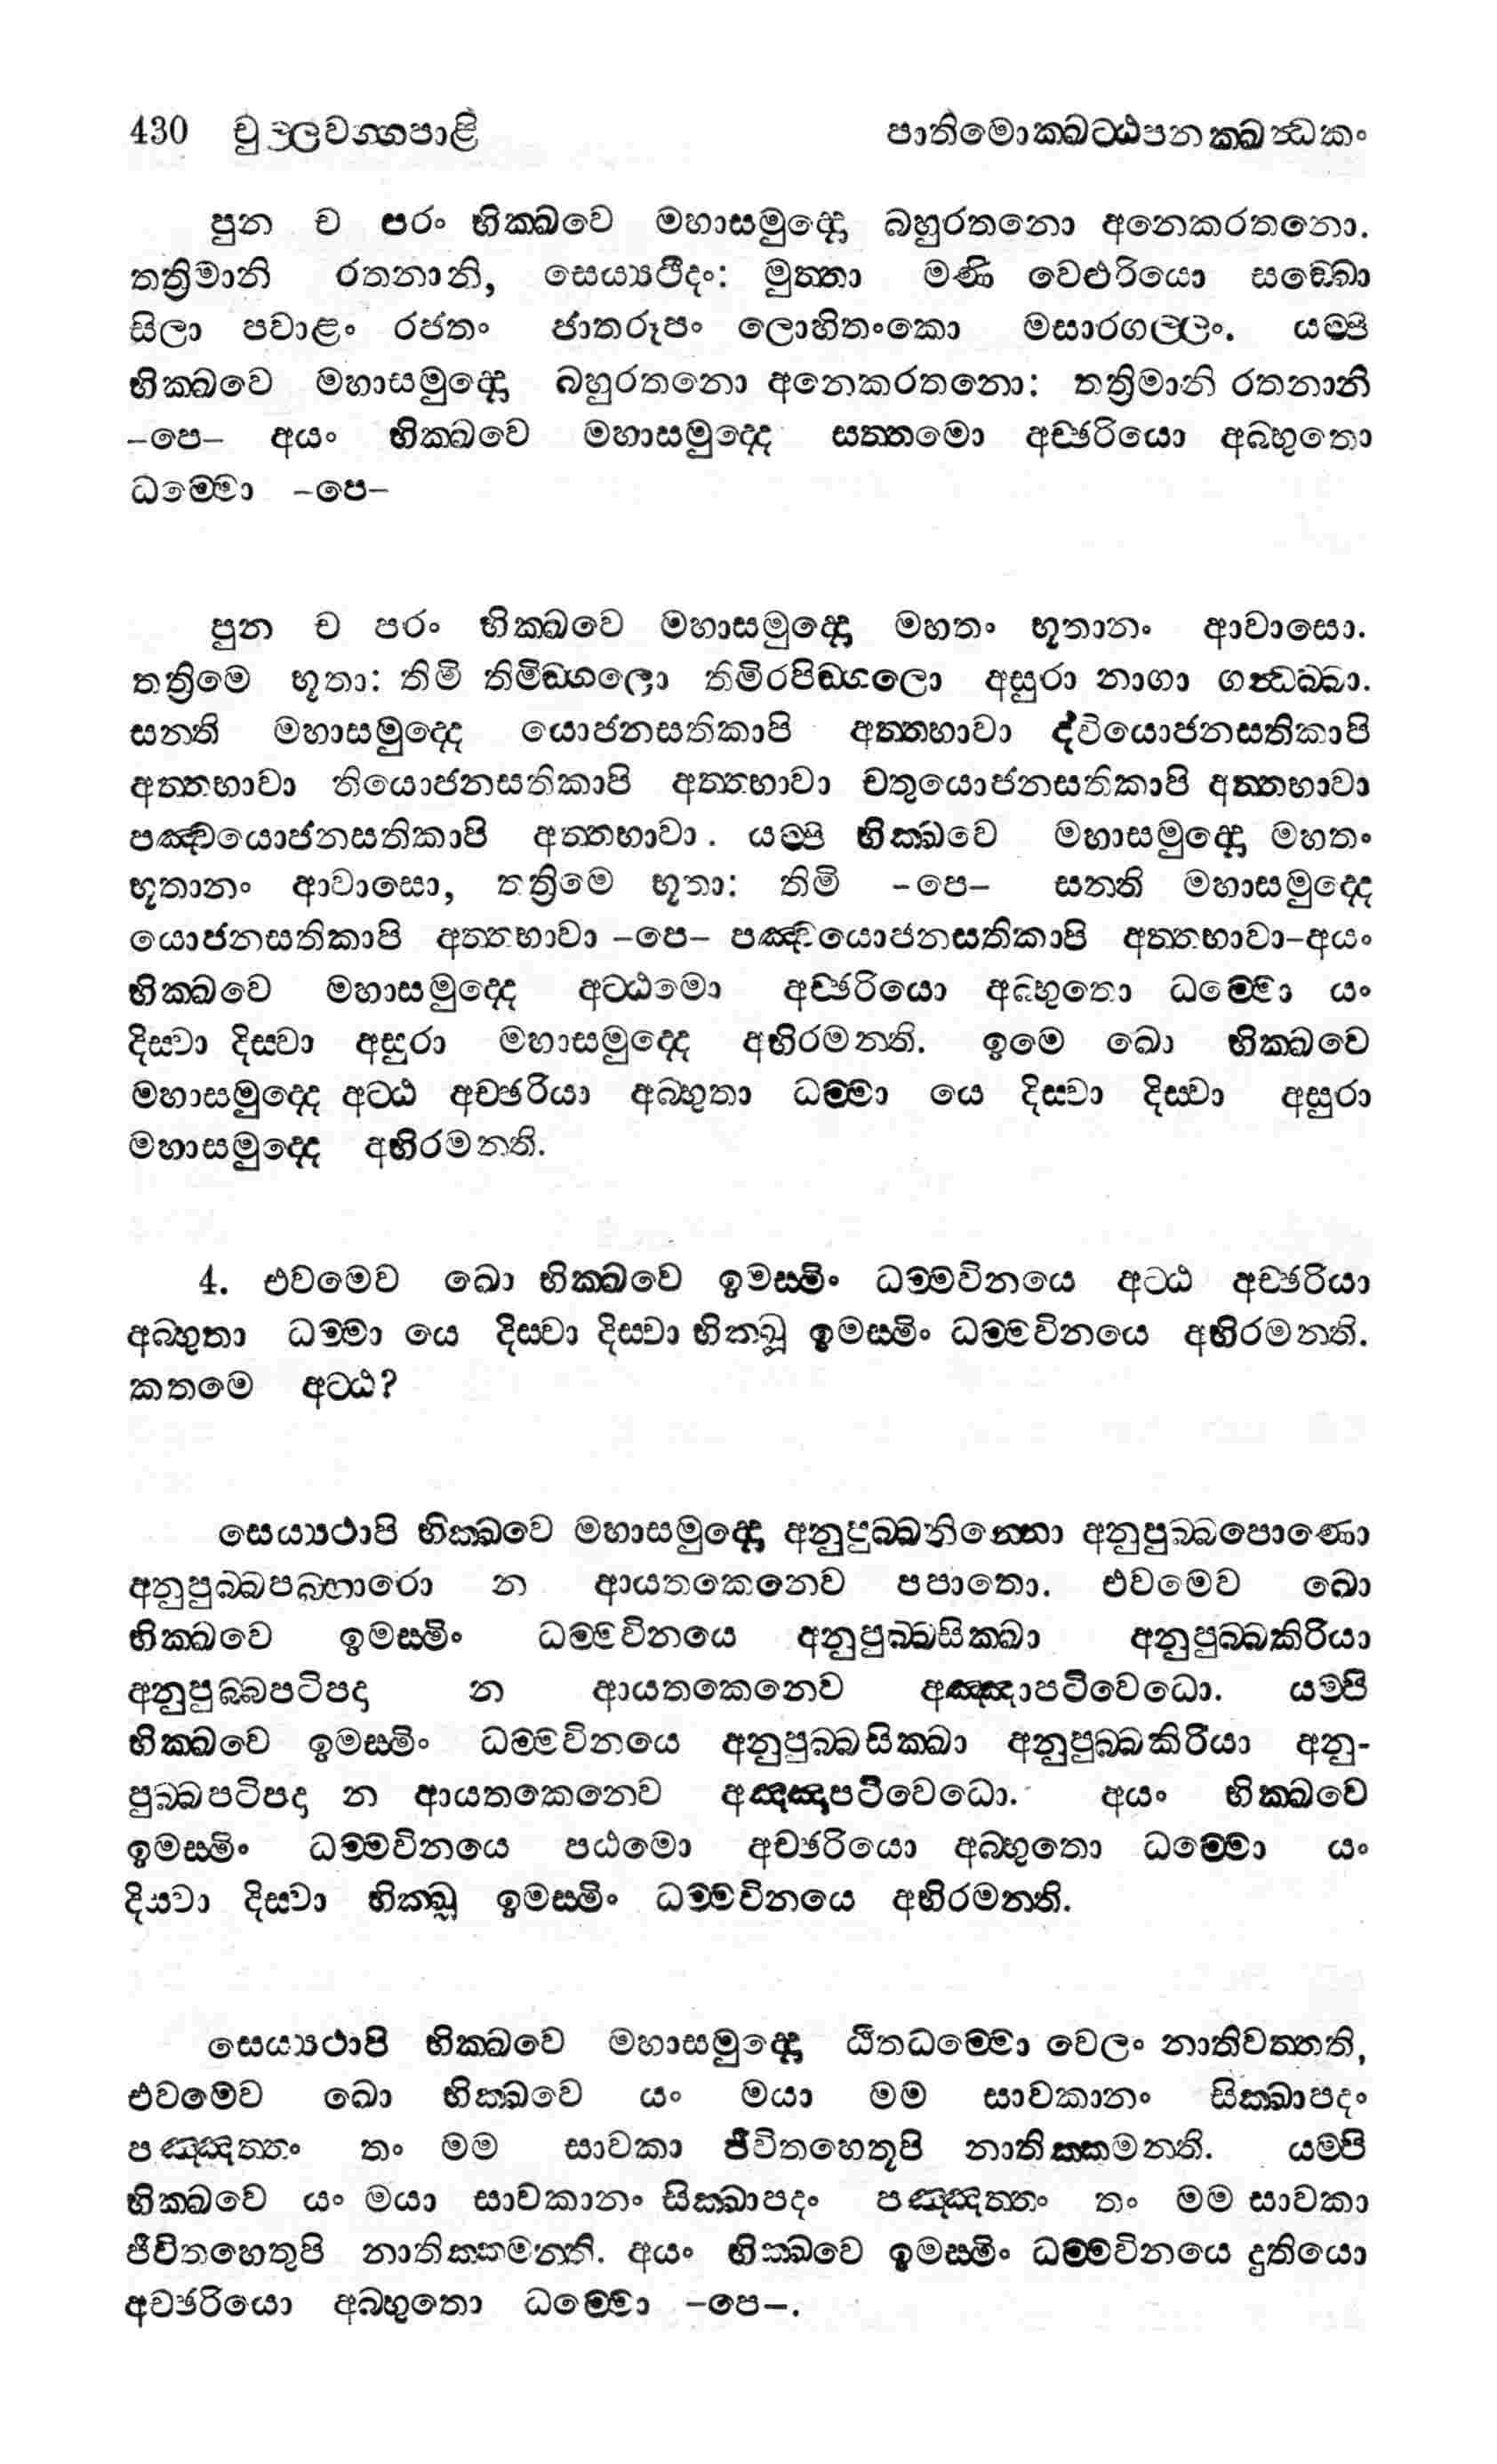 430 චුල්ලවග්ගපාළි පාතිමොක්ඛට්ඨපනක්ඛන්ධකං
පුන ච පරං භික්ඛවෙ මහාසමුද්දො බහුරතනො අනෙකරතනො.
තත්‍රිමානි රතනානි, සෙය්‍යථීදං: මුත්තා මණි වෙළුරියො සඞ්ඛො
සිලා පවාළං රජතං ජාතරූපං ලොහිතංකො මසාරගල්ලං. යම්පි
භික්ඛවෙ මහාසමුද්දො බහුරතනො අනෙකරතනො: තත්‍රිමානි රතනානි
-පෙ- අයං භික්ඛවෙ මහාසමුද්දෙ සත්තමො අච්ඡරියො අබ්භුතො
ධම්මො -පෙ-
පුන ච පරං භික්ඛවෙ මහාසමුද්දො මහතං භූතානං ආවාසො.
තත්‍රිමෙ භූතා: තිමි තිමිඞ්ගලො තිමිරපිඞ්ගලො අසුරා නාගා ගන්ධබ්බා.
සන්ති මහාසමුද්දෙ යොජනසතිකාපි අත්තභාවා ද්වියොජනසතිකාපි
අත්තභාවා තියොජනසතිකාපි අත්තභාවා චතුයොජනසතිකාපි අත්තභාවා
පඤ්චයොජනසතිකාපි අත්තභාවා. යම්පි භික්ඛවෙ මහාසමුද්දො මහතං
භූතානං ආවාසො, තත්‍රිමෙ භූතා: තිමි -පෙ- සන්ති මහාසමුද්දෙ
යොජනසතිකාපි අත්තභාවා -පෙ- පඤ්චයොජනසතිකාපි අත්තභාවා-අයං
භික්ඛවෙ මහාසමුද්දෙ අට්ඨමො අච්ඡරියො අබ්භුතො ධම්මො යං
දිස්වා දිස්වා අසුරා මහාසමුද්දෙ අභිරමන්ති. ඉමෙ ඛො භික්ඛවෙ
මහාසමුද්දෙ අට්ඨ අච්ඡරියා අබ්භුතා ධම්මා යෙ දිස්වා දිස්වා අසුරා
මහාසමුද්දෙ අභිරමන්ති.
4. එවමෙව ඛො භික්ඛවෙ ඉමස්මිං ධම්මවිනයෙ අට්ඨ අච්ඡරියා
අබ්භුතා ධම්මා යෙ දිස්වා දිස්වා භික්ඛූ ඉමස්මිං ධම්මවිනයෙ අභිරමන්ති.
කතමෙ අට්ඨ?
සෙය්‍යථාපි භික්ඛවෙ මහාසමුද්දො අනුපුබ්බනින්නො අනුපුබ්බපොණො
අනුපුබ්බපබ්භාරො න ආයතකෙනෙව පපාතො. එවමෙව ඛො
භික්ඛවෙ ඉමස්මිං ධම්මවිනයෙ අනුපුබ්බසික්ඛා අනුපුබ්බකිරියා
අනුපුබ්බපටිපදා න ආයතකෙනෙව අඤ්ඤාපටිවෙධො. යම්පි
භික්ඛවෙ ඉමස්මිං ධම්මවිනයෙ අනුපුබ්බසික්ඛා අනුපුබ්බකිරියා අනු-
පුබ්බපටිපදා න ආයතකෙනෙව අඤ්ඤාපටිවෙධො. අයං භික්ඛවෙ
ඉමස්මිං ධම්මවිනයෙ පඨමො අච්ඡරියො අබ්භුතො ධම්මො යං
දිස්වා දිස්වා භික්ඛූ ඉමස්මිං ධම්මවිනයෙ අභිරමන්ති.
සෙය්‍යථාපි භික්ඛවෙ මහාසමුද්දො ඨිතධම්මො වෙලං නාතිවත්තති,
එවමෙව ඛො භික්ඛවෙ යං මයා මම සාවකානං සික්ඛාපදං
පඤ්ඤත්තං තං මම සාවකා ජීවිතහෙතූපි නාතික්කමන්ති. යම්පි
භික්ඛවෙ යං මයා සාවකානං සික්ඛාපදං පඤ්ඤත්තං තං මම සාවකා
ජීවිතහෙතුපි නාතික්කමන්ති. අයං භික්ඛවෙ ඉමස්මිං ධම්මවිනයෙ දුතියො
අච්ඡරියො අබ්භුතො ධම්මො -පෙ-.